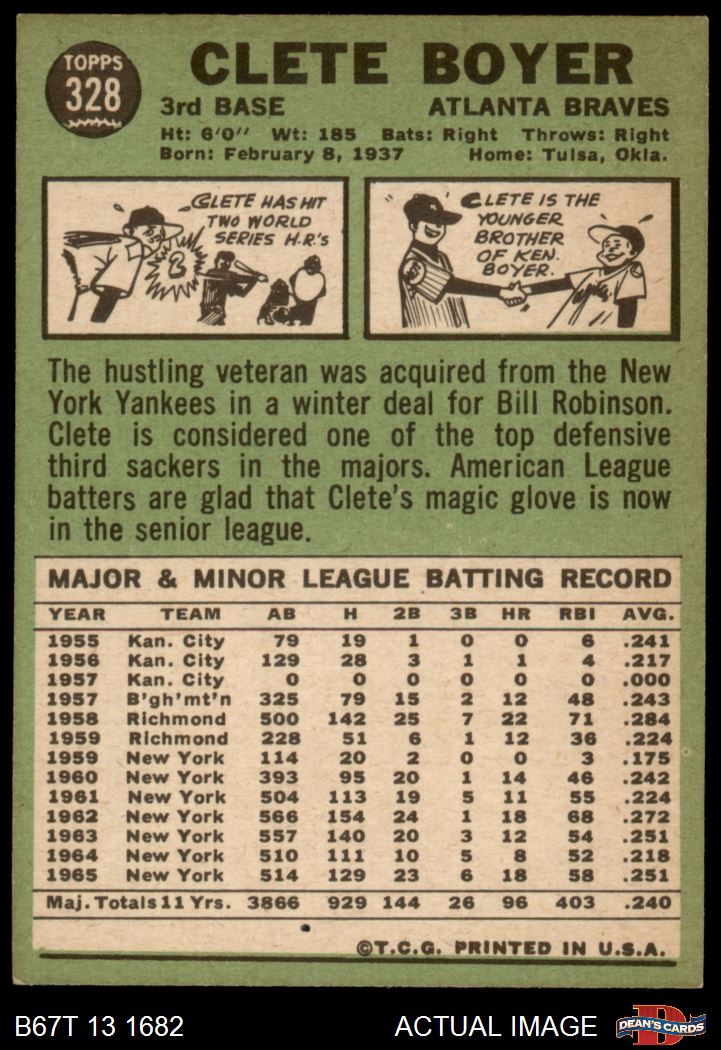 TOPPS
328
CLETE BOYER
3rd BASE ATLANTA BRAVES
Ht: 6'0" Wt: 185 Bats: Right Throws: Right
Born: February 8, 1937 Home: Tulsa, Okla.
CLETE HAS HIT
TWO WORLD
SERIES H.R.'s
2
CLETE IS THE
YOUNGER
BROTHER
OF KEN
BOYER.
The hustling veteran was acquired from the New
York Yankees in a winter deal for Bill Robinson.
Clete is considered one of the top defensive
third sackers in the majors. American League
batters are glad that Clete's magic glove is now
in the senior league.
MAJOR & MINOR LEAGUE BATTING RECORD
YEAR TEAM AB H 2B 3B HR RBI AVG.
1955 Kan. City 79 19 1 0 0 6 .241
1956 Kan. City 129 28 3 1 1 4 .217
1957 Kan. City 0 0 0 0 0 0 .000
1957 B'gh'mt'n 325 79 15 2 12 48 .243
1958 Richmond 500 142 25 7 22 71 .284
1959 Richmond 228 51 6 1 12 36 .224
1959 New York 114 20 2 0 0 3 .175
1960 New York 393 95 20 1 14 46 .242
1961 New York 504 113 19 5 11 55 .224
1962 New York 566 154 24 1 18 68 .272
1963 New York 557 140 20 3 12 54 .251
1964 New York 510 111 10 5 8 52 .218
1965 New York 514 129 23 6 18 58 .251
Maj. Totals 11 Yrs. 3866 929 144 26 96 403 .240
©T.C.G. PRINTED IN U.S.A.
B67T 13 1682 ACTUAL IMAGE
D
DEAN'S CARDS